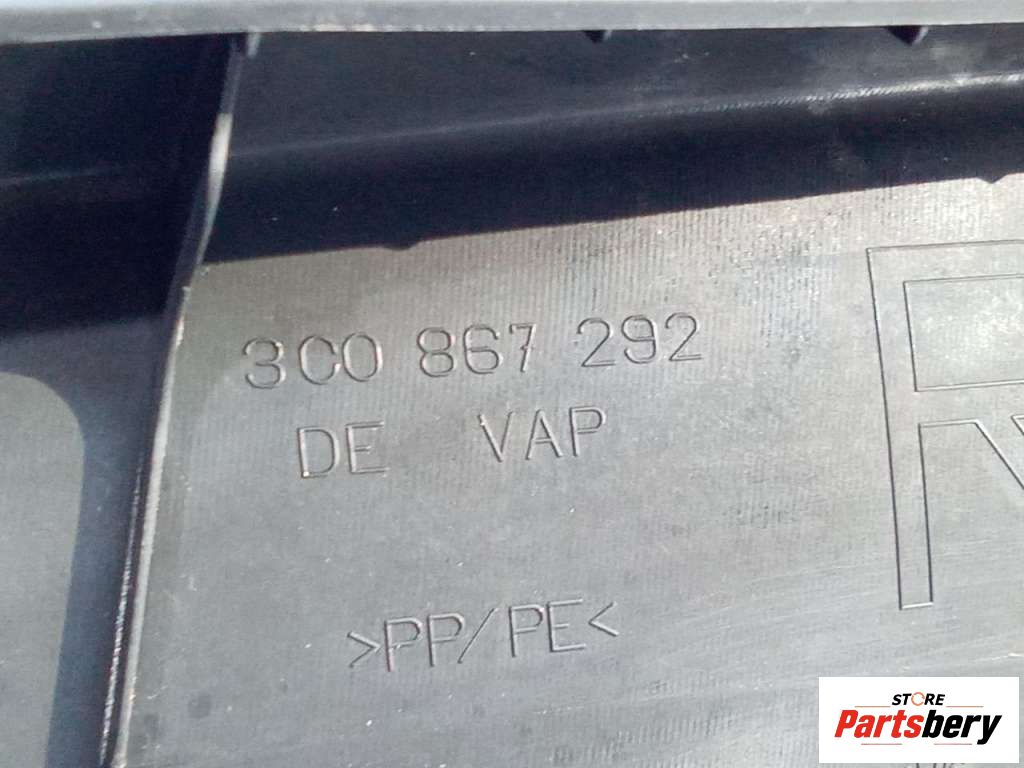 3C0 867 292
DE VAP
R
>PP/PE<
STORE
Partsbery